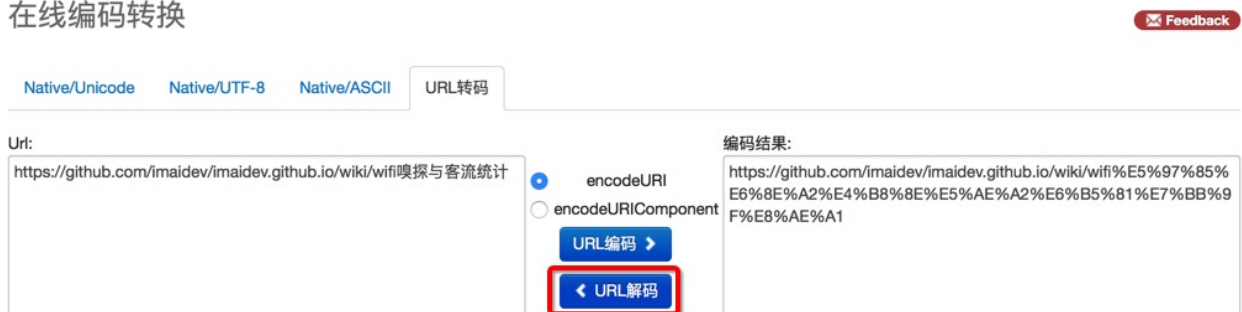 在线编码转换
Feedback
Native/Unicode Native/UTF-8 Native/ASCII URL转码
Url:
https://github.com/imaidev/imaidev.github.io/wiki/wifi嗅探与客流统计
encodeURI
encodeURIComponent
URL编码
URL解码
编码结果:
https://github.com/imaidev/imaidev.github.io/wiki/wifi%E5%97%85%
E6%8E%A2%E4%B8%8E%E5%AE%A2%E6%B5%81%E7%BB%9
F%E8%AE%A1